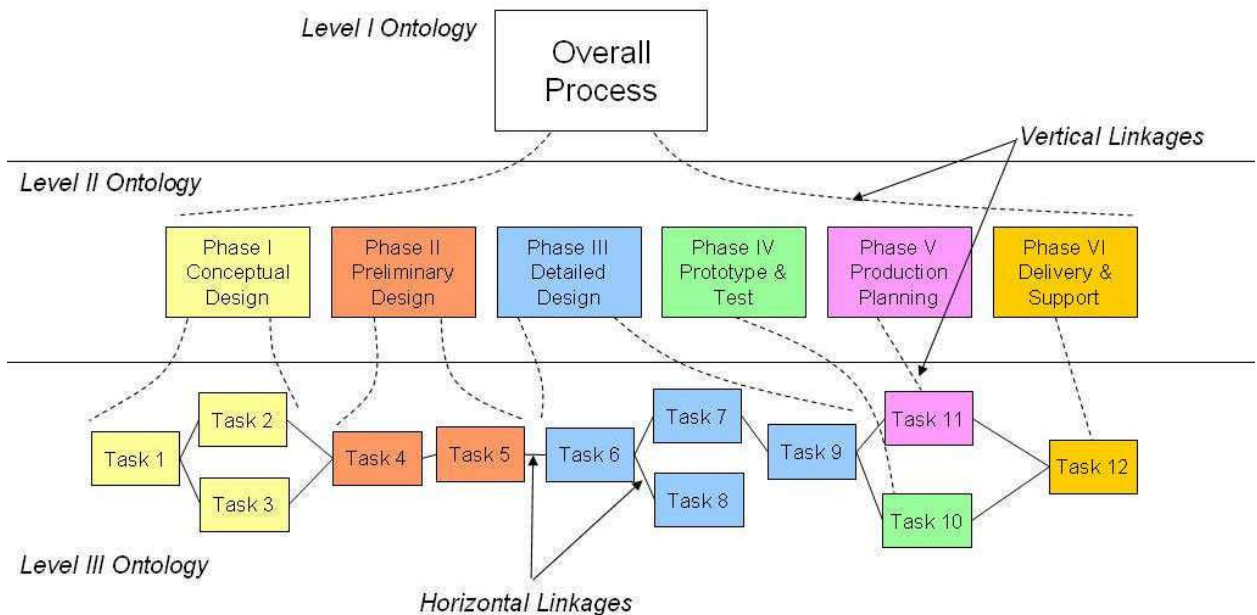 Level I Ontology
Overall
Process
Vertical Linkages
Level II Ontology
Phase I
Conceptual
Design
Phase II
Preliminary
Design
Phase III
Detailed
Design
Phase IV
Prototype &
Test
Phase V
Production
Planning
Phase VI
Delivery &
Support
Task 1
Task 2
Task 3
Task 4
Task 5
Task 6
Task 7
Task 8
Task 9
Task 11
Task 10
Task 12
Level III Ontology
Horizontal Linkages